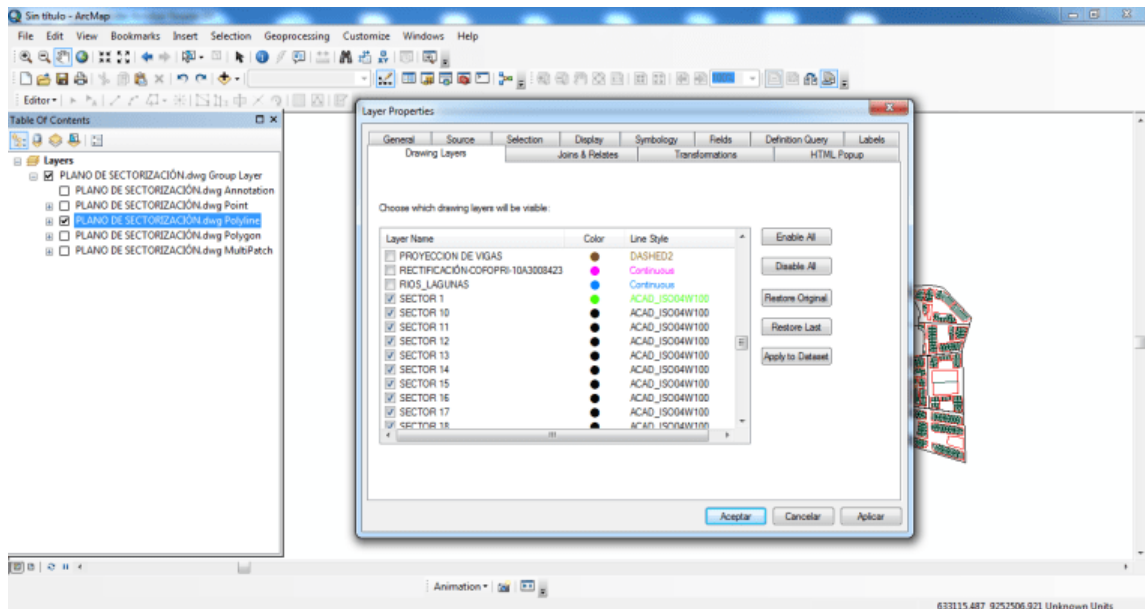 Sin título - ArcMap
File Edit View Bookmarks Insert Selection Geoprocessing Customize Windows Help
Editor
Table Of Contents
Layers
PLANO DE SECTORIZACIÓN.dwg Group Layer
PLANO DE SECTORIZACIÓN.dwg Annotation
PLANO DE SECTORIZACIÓN.dwg Point
PLANO DE SECTORIZACIÓN.dwg Polyline
PLANO DE SECTORIZACIÓN.dwg Polygon
PLANO DE SECTORIZACIÓN.dwg MultiPatch
Layer Properties
General Source Selection Display Symbology Fields Definition Query Labels
Drawing Layers Joins & Relates Transformations HTML Popup
Choose which drawing layers will be visible:
Layer Name Color Line Style
PROYECCION DE VIGAS DASHED2
RECTIFICACIÓN-COFOPRI-10A3008423 Continuous
RIOS_LAGUNAS Continuous
SECTOR 1 ACAD_ISO04W100
SECTOR 10 ACAD_ISO04W100
SECTOR 11 ACAD_ISO04W100
SECTOR 12 ACAD_ISO04W100
SECTOR 13 ACAD_ISO04W100
SECTOR 14 ACAD_ISO04W100
SECTOR 15 ACAD_ISO04W100
SECTOR 16 ACAD_ISO04W100
SECTOR 17 ACAD_ISO04W100
SECTOR 18 ACAD_ISO04W100
Enable All
Disable All
Restore Original
Restore Last
Apply to Dataset
Aceptar Cancelar Aplicar
Animation
633115.487 9252506.921 Unknown Units